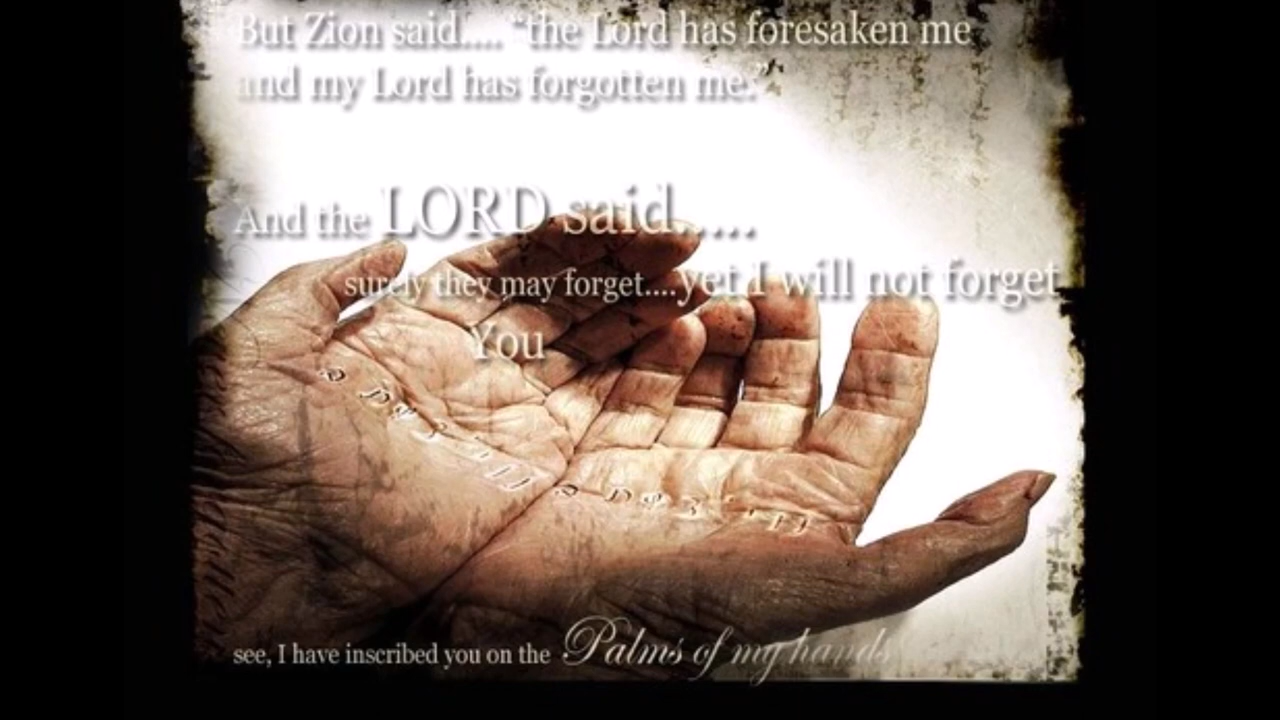 But Zion said.... “the Lord has foresaken me
and my Lord has forgotten me.”
And the LORD said.....
surely they may forget....yet I will not forget
You
see, I have inscribed you on the Palms of my hands